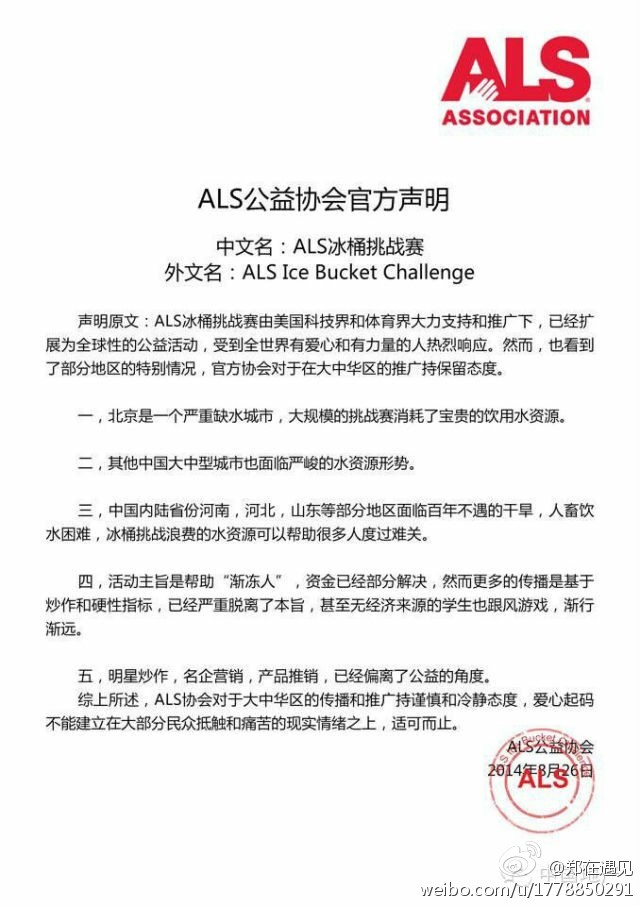 ALS
ASSOCIATION
ALS公益协会官方声明
中文名：ALS冰桶挑战赛
外文名：ALS Ice Bucket Challenge
声明原文：ALS冰桶挑战赛由美国科技界和体育界大力支持和推广下，已经扩
展为全球性的公益活动，受到全世界有爱心和有力量的人热烈响应。然而，也看到
了部分地区的特别情况，官方协会对于在大中华区的推广持保留态度。
一，北京是一个严重缺水城市，大规模的挑战赛消耗了宝贵的饮用水资源。
二，其他中国大中型城市也面临严峻的水资源形势。
三，中国内陆省份河南，河北，山东等部分地区面临百年不遇的干旱，人畜饮
水困难，冰桶挑战浪费的水资源可以帮助很多人度过难关。
四，活动主旨是帮助“渐冻人”，资金已经部分解决，然而更多的传播是基于
炒作和硬性指标，已经严重脱离了本旨，甚至无经济来源的学生也跟风游戏，渐行
渐远。
五，明星炒作，名企营销，产品推销，已经偏离了公益的角度。
综上所述，ALS协会对于大中华区的传播和推广持谨慎和冷静态度，爱心起码
不能建立在大部分民众抵触和痛苦的现实情绪之上，适可而止。
ALS公益协会
2014年8月26日
ALS Ice Bucket Challenge
ALS
@郑在遇见
weibo.com/u/1778850291